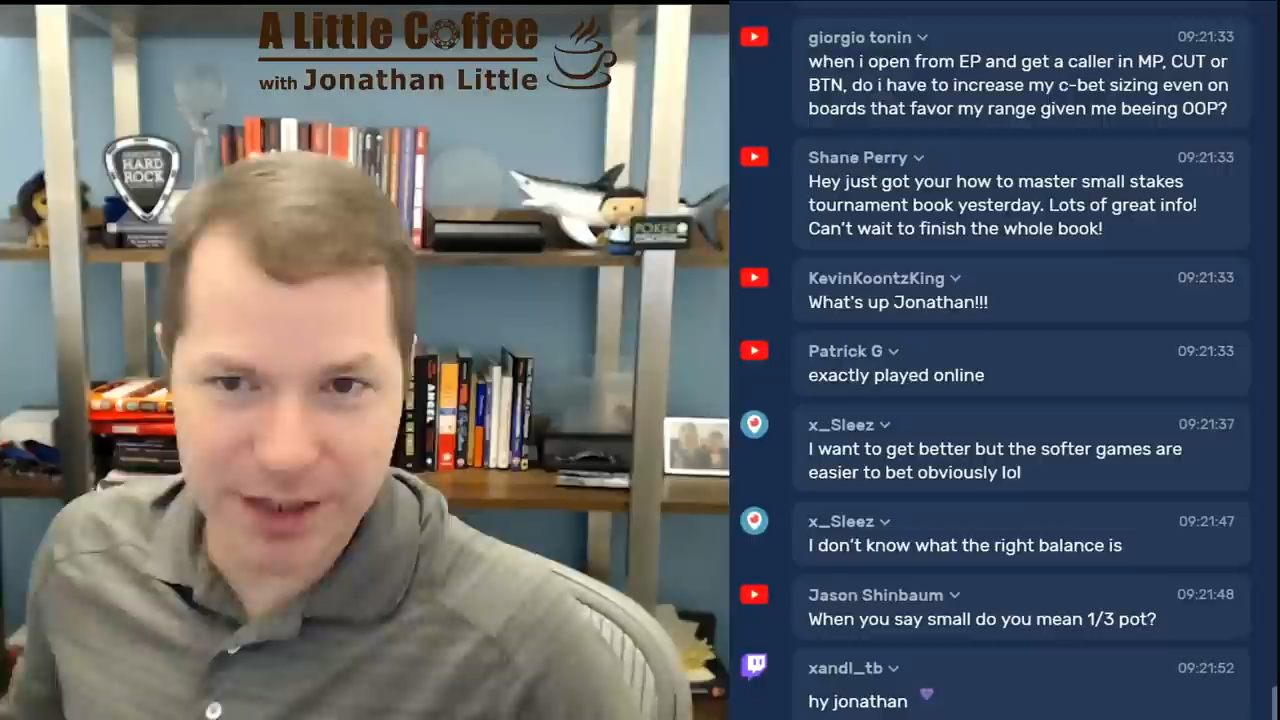 A Little Coffee
with Jonathan Little
HARD
ROCK
POKER
ANGEL
giorgio tonin
09:21:33
when i open from EP and get a caller in MP, CUT or
BTN, do i have to increase my c-bet sizing even on
boards that favor my range given me beeing OOP?
Shane Perry
09:21:33
Hey just got your how to master small stakes
tournament book yesterday. Lots of great info!
Can't wait to finish the whole book!
KevinKoontzKing
09:21:33
What's up Jonathan!!!
Patrick G
09:21:33
exactly played online
x_Sleez
09:21:37
I want to get better but the softer games are
easier to bet obviously lol
x_Sleez
09:21:47
I don't know what the right balance is
Jason Shinbaum
09:21:48
When you say small do you mean 1/3 pot?
xandl_tb
09:21:52
hy jonathan